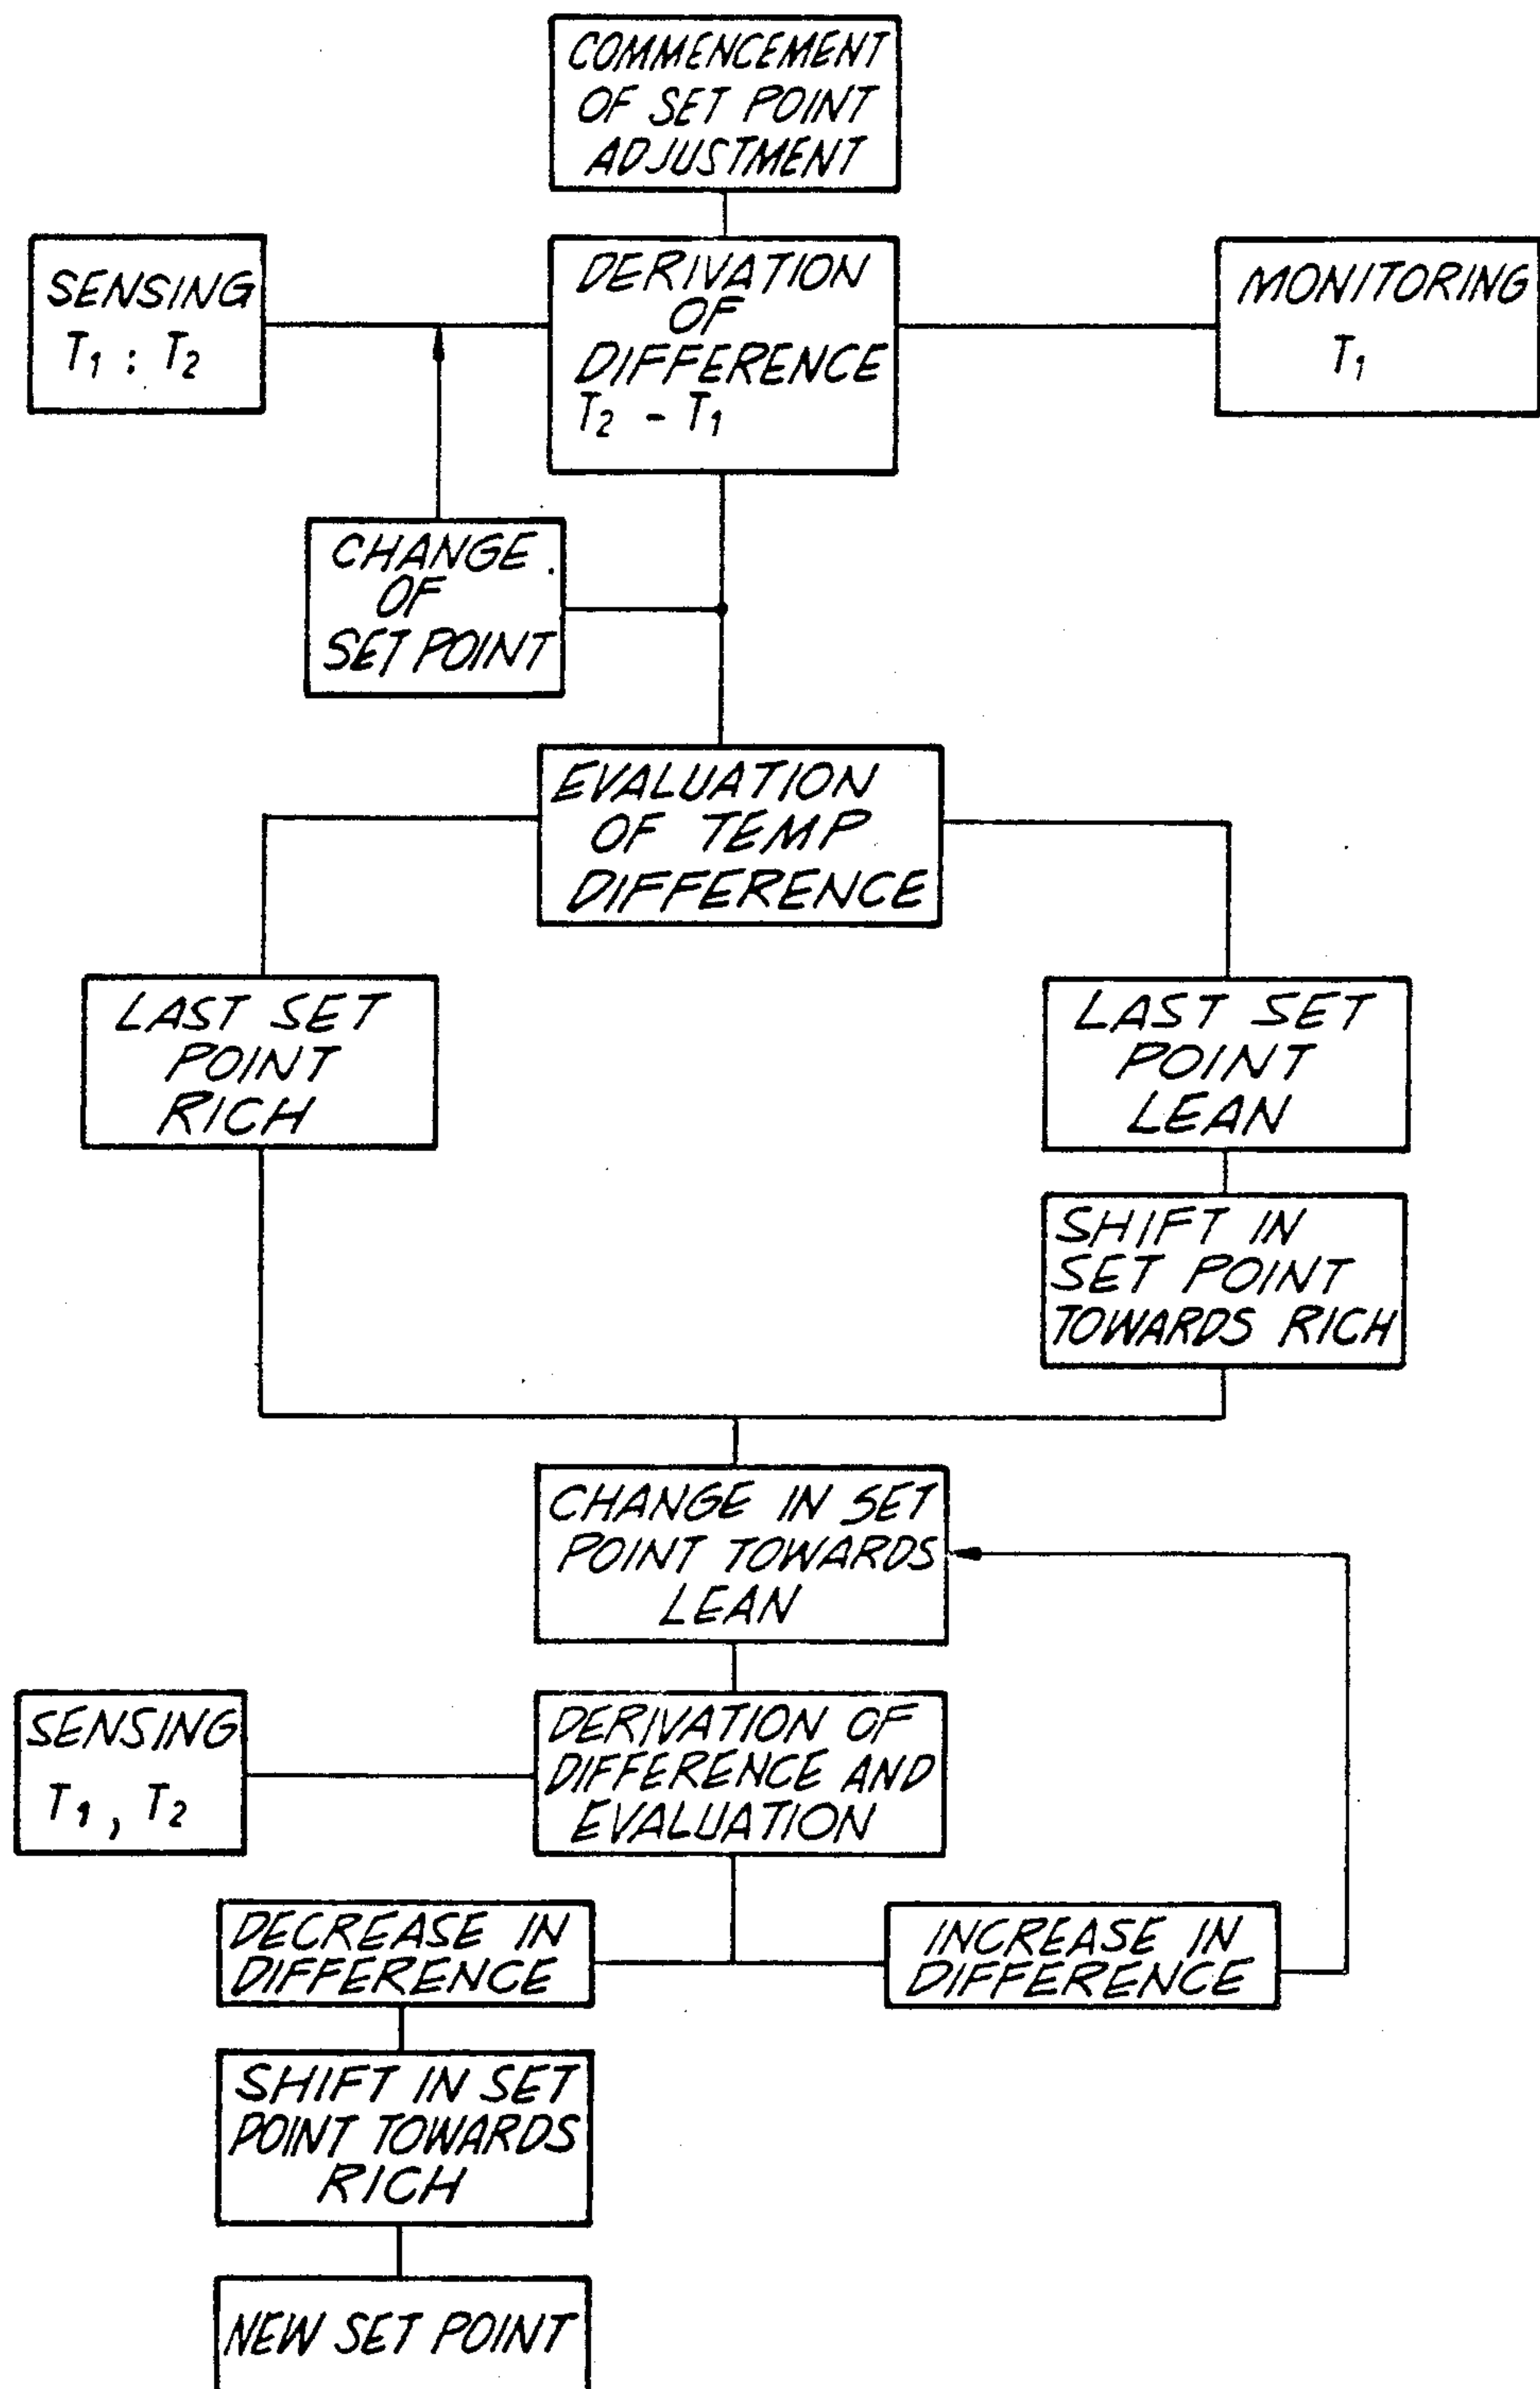 COMMENCEMENT
OF SET POINT
ADJUSTMENT
SENSING
T₁ : T₂
DERIVATION
OF
DIFFERENCE
T₂ - T₁
MONITORING
T₁
CHANGE
OF
SET POINT
EVALUATION
OF TEMP
DIFFERENCE
LAST SET
POINT
RICH
LAST SET
POINT
LEAN
SHIFT IN
SET POINT
TOWARDS RICH
CHANGE IN SET
POINT TOWARDS
LEAN
SENSING
T₁, T₂
DERIVATION OF
DIFFERENCE AND
EVALUATION
DECREASE IN
DIFFERENCE
INCREASE IN
DIFFERENCE
SHIFT IN SET
POINT TOWARDS
RICH
NEW SET POINT